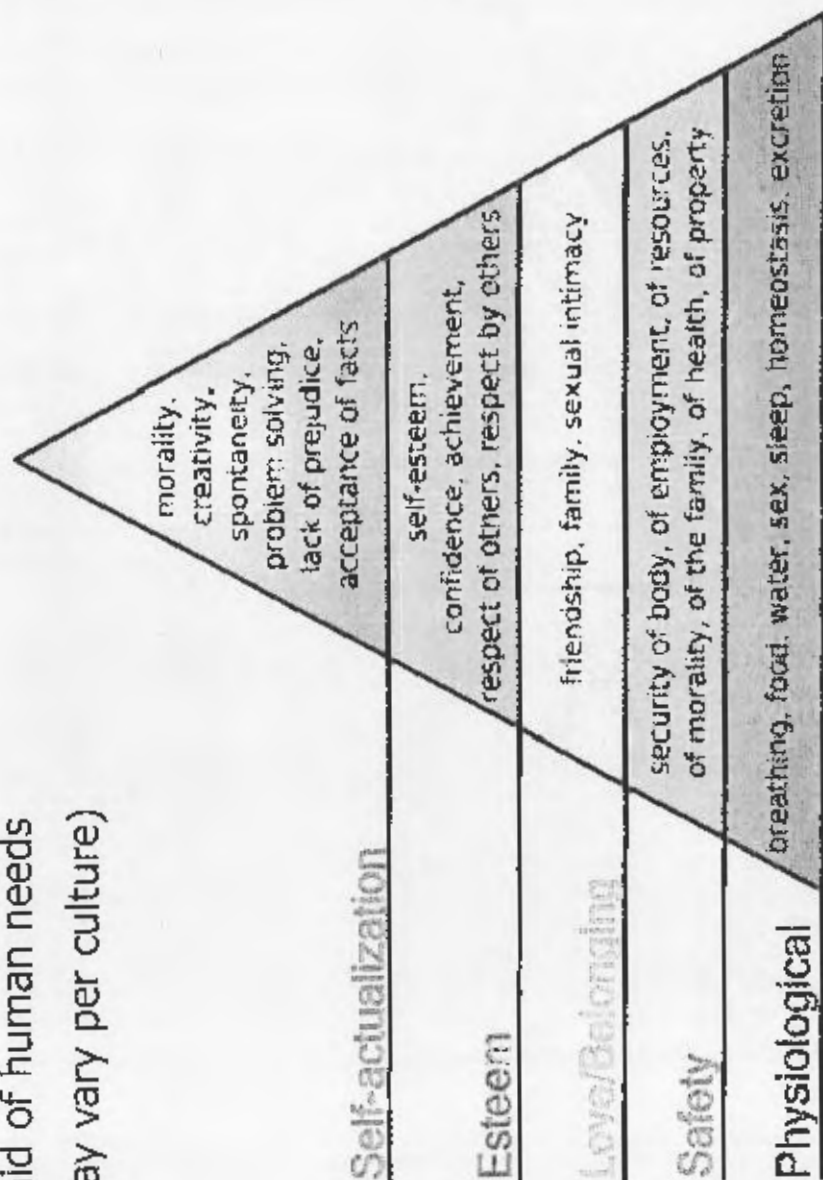 id of human needs
ay vary per culture)
Self-actualization
morality,
creativity,
spontaneity,
problem solving,
lack of prejudice,
acceptance of facts
Esteem
self-esteem,
confidence, achievement,
respect of others, respect by others
Love/Belonging
friendship, family, sexual intimacy
Safety
security of body, of employment, of resources,
of morality, of the family, of health, of property
Physiological
breathing, food, water, sex, sleep, homeostasis, excretion